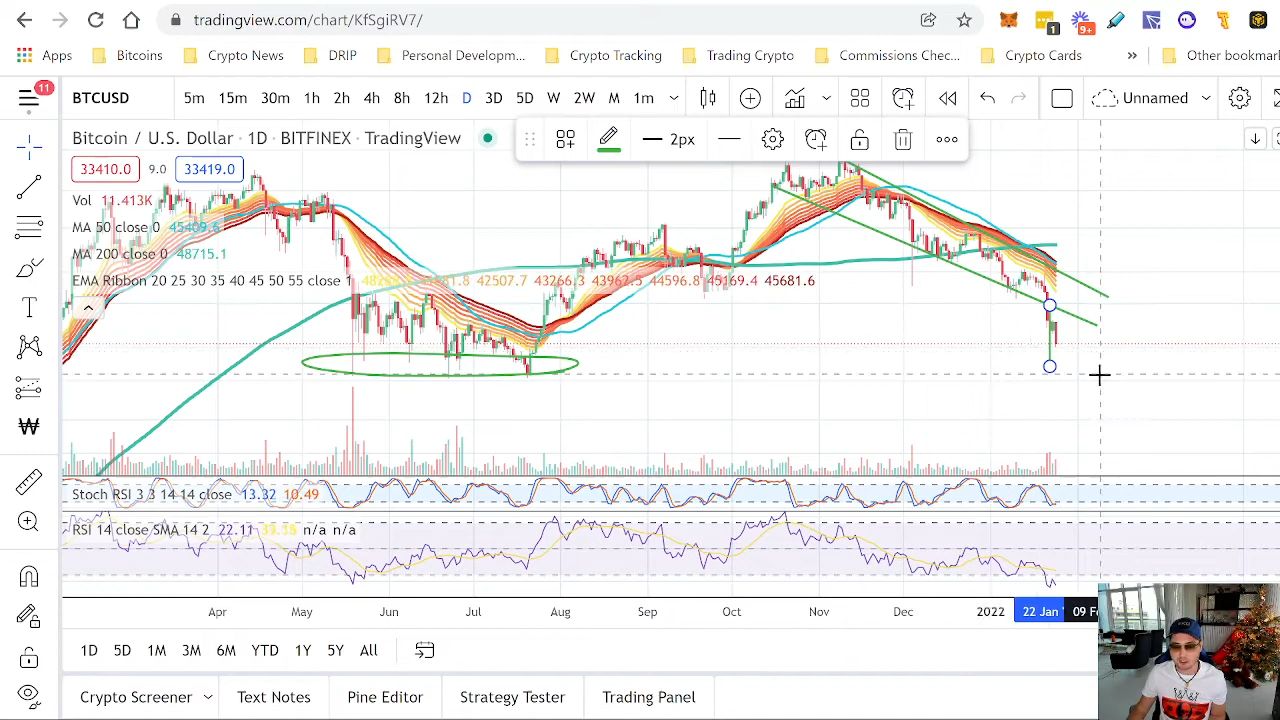 tradingview.com/chart/KfSgiRV7/
1
9+
Apps Bitcoins Crypto News DRIP Personal Developm... Crypto Tracking Trading Crypto Commissions Chec... Crypto Cards » Other bookmar
11
BTCUSD 5m 15m 30m 1h 2h 4h 8h 12h D 3D 5D W 2W M 1m Unnamed
Bitcoin / U.S. Dollar · 1D · BITFINEX · TradingView
2px
33410.0 9.0 33419.0
Vol 11.413K
MA 50 close 0 45409.6
MA 200 close 0 48715.1
EMA Ribbon 20 25 30 35 40 45 50 55 close 42507.7 43266.3 43962.5 44596.8 45169.4 45681.6
Stoch RSI 3 3 14 14 close 13.32 10.49
RSI 14 close SMA 14 2 22.11 n/a n/a
Apr May Jun Jul Aug Sep Oct Nov Dec 2022 22 Jan 09 Fe
1D 5D 1M 3M 6M YTD 1Y 5Y All
Crypto Screener Text Notes Pine Editor Strategy Tester Trading Panel